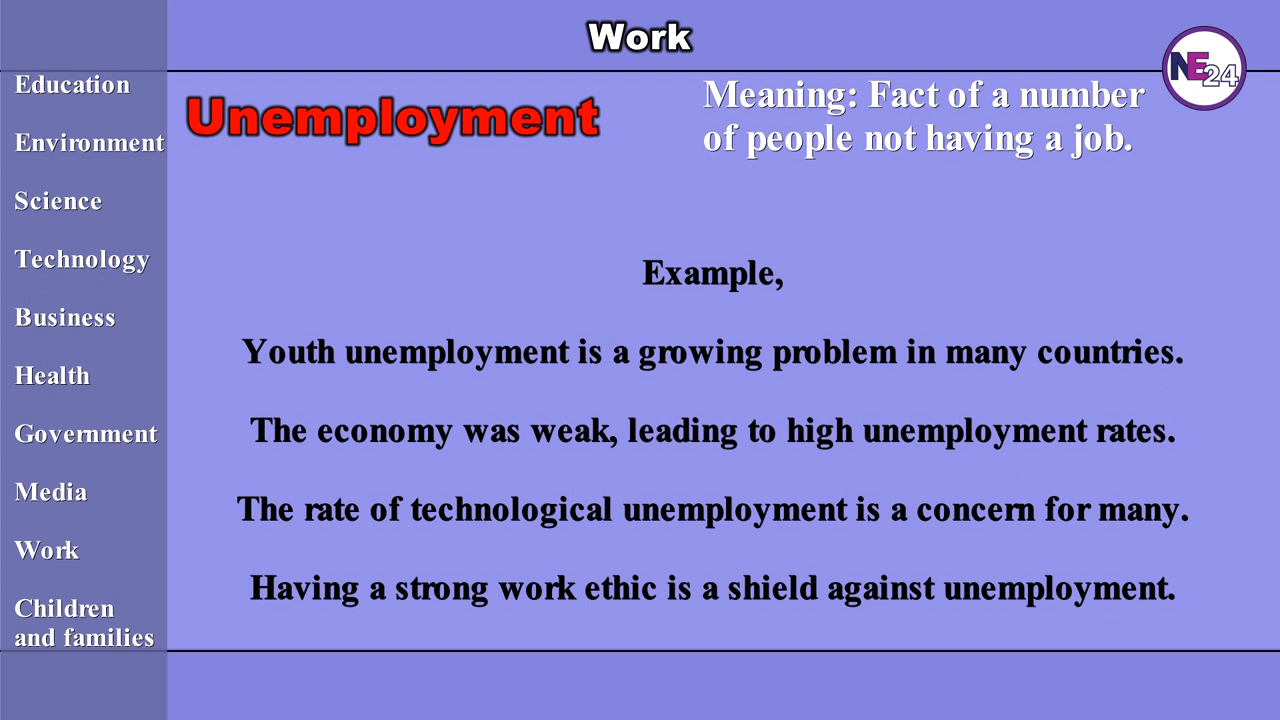 Work
NE24
Education
Environment
Science
Technology
Business
Health
Government
Media
Work
Children
and families
Unemployment
Meaning: Fact of a number
of people not having a job.
Example,
Youth unemployment is a growing problem in many countries.
The economy was weak, leading to high unemployment rates.
The rate of technological unemployment is a concern for many.
Having a strong work ethic is a shield against unemployment.